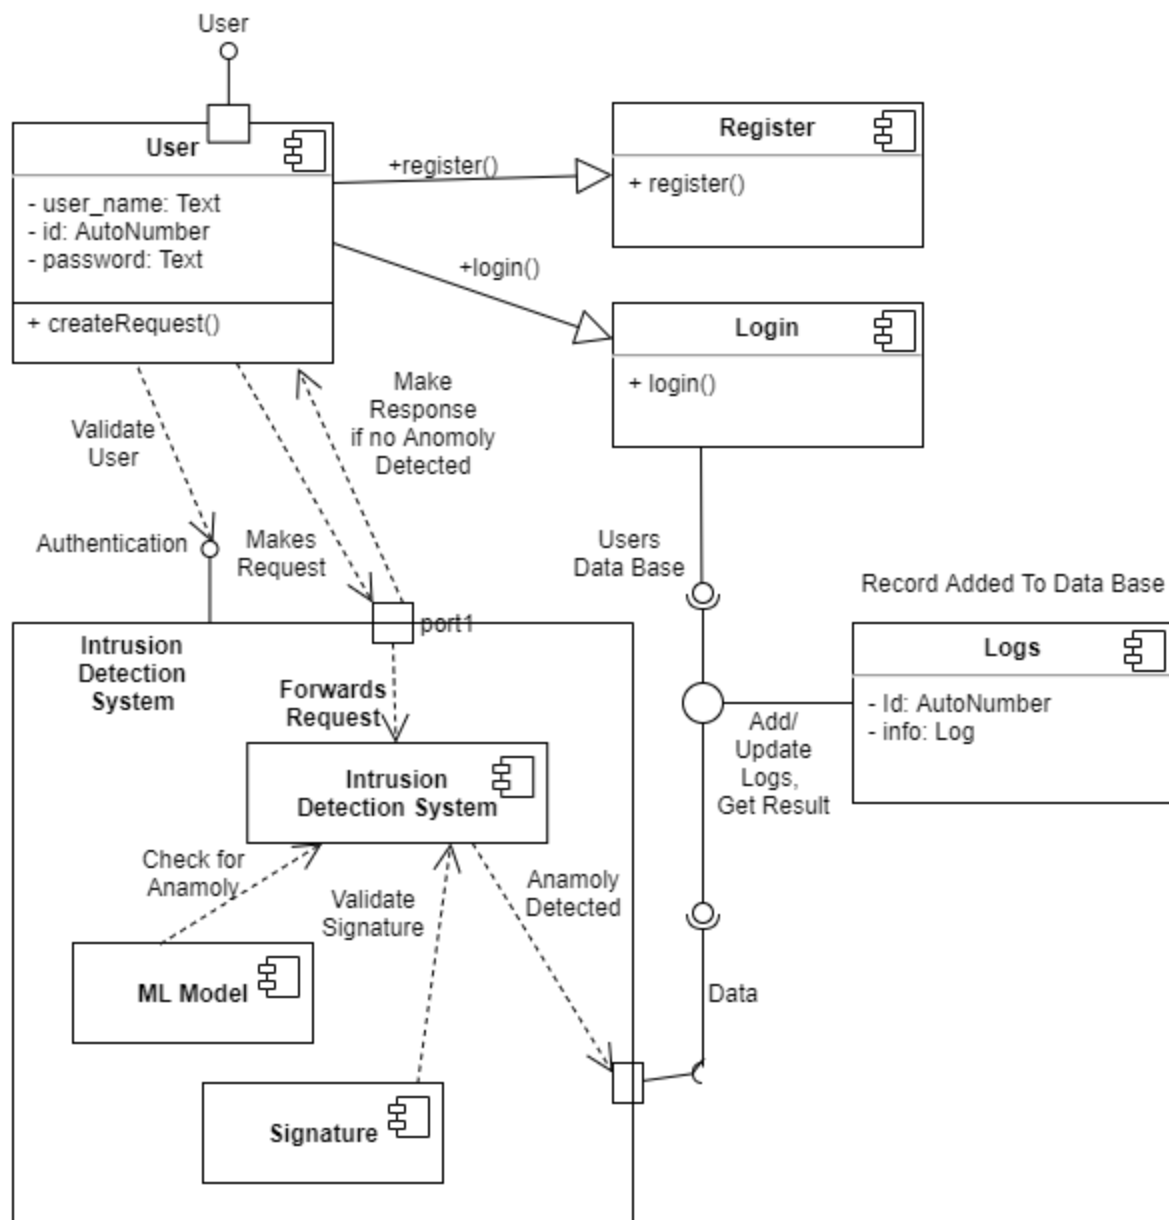 User
User
- user_name: Text
- id: AutoNumber
- password: Text
+ createRequest()
+register()
Register
+ register()
+login()
Login
+ login()
Validate
User
Make
Response
if no Anomoly
Detected
Authentication
Makes
Request
port1
Users
Data Base
Record Added To Data Base
Logs
- Id: AutoNumber
- info: Log
Add/
Update
Logs,
Get Result
Intrusion
Detection
System
Forwards
Request
Intrusion
Detection System
Check for
Anamoly
Validate
Signature
Anamoly
Detected
ML Model
Data
Signature